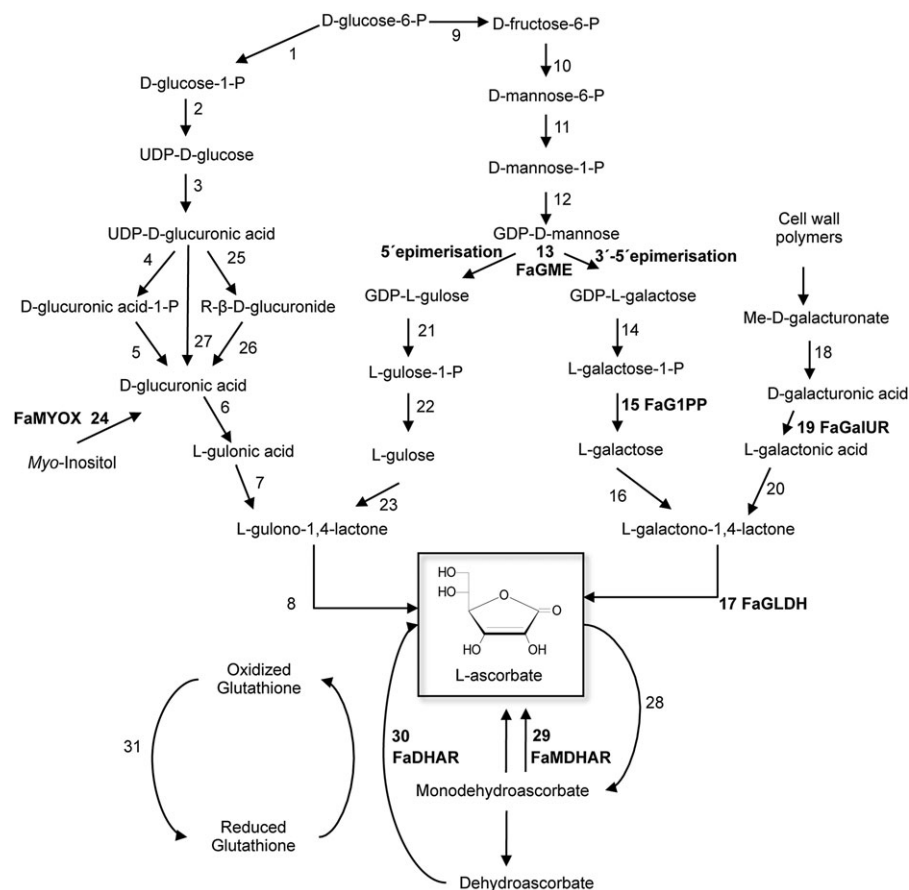 D-glucose-6-P
9
D-fructose-6-P
1
10
D-glucose-1-P
D-mannose-6-P
2
11
UDP-D-glucose
D-mannose-1-P
3
12
UDP-D-glucuronic acid
GDP-D-mannose
Cell wall
polymers
4
25
5´epimerisation
13
FaGME
3´-5´epimerisation
D-glucuronic acid-1-P
R-β-D-glucuronide
GDP-L-gulose
GDP-L-galactose
Me-D-galacturonate
5
27
26
21
14
18
D-glucuronic acid
L-gulose-1-P
L-galactose-1-P
D-galacturonic acid
FaMYOX 24
6
22
15 FaG1PP
19 FaGalUR
Myo-Inositol
L-gulonic acid
L-gulose
L-galactose
L-galactonic acid
7
23
16
20
L-gulono-1,4-lactone
L-galactono-1,4-lactone
8
HO
HO
O
O
HO
OH
L-ascorbate
17 FaGLDH
Oxidized
Glutathione
28
31
30
FaDHAR
29
FaMDHAR
Monodehydroascorbate
Reduced
Glutathione
Dehydroascorbate